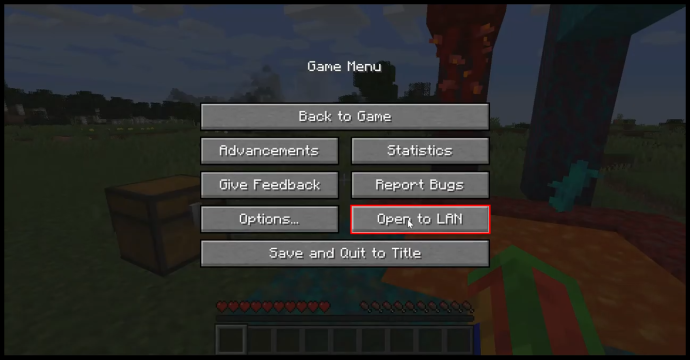 Game Menu
Back to Game
Advancements
Statistics
Give Feedback
Report Bugs
Options...
Open to LAN
Save and Quit to Title